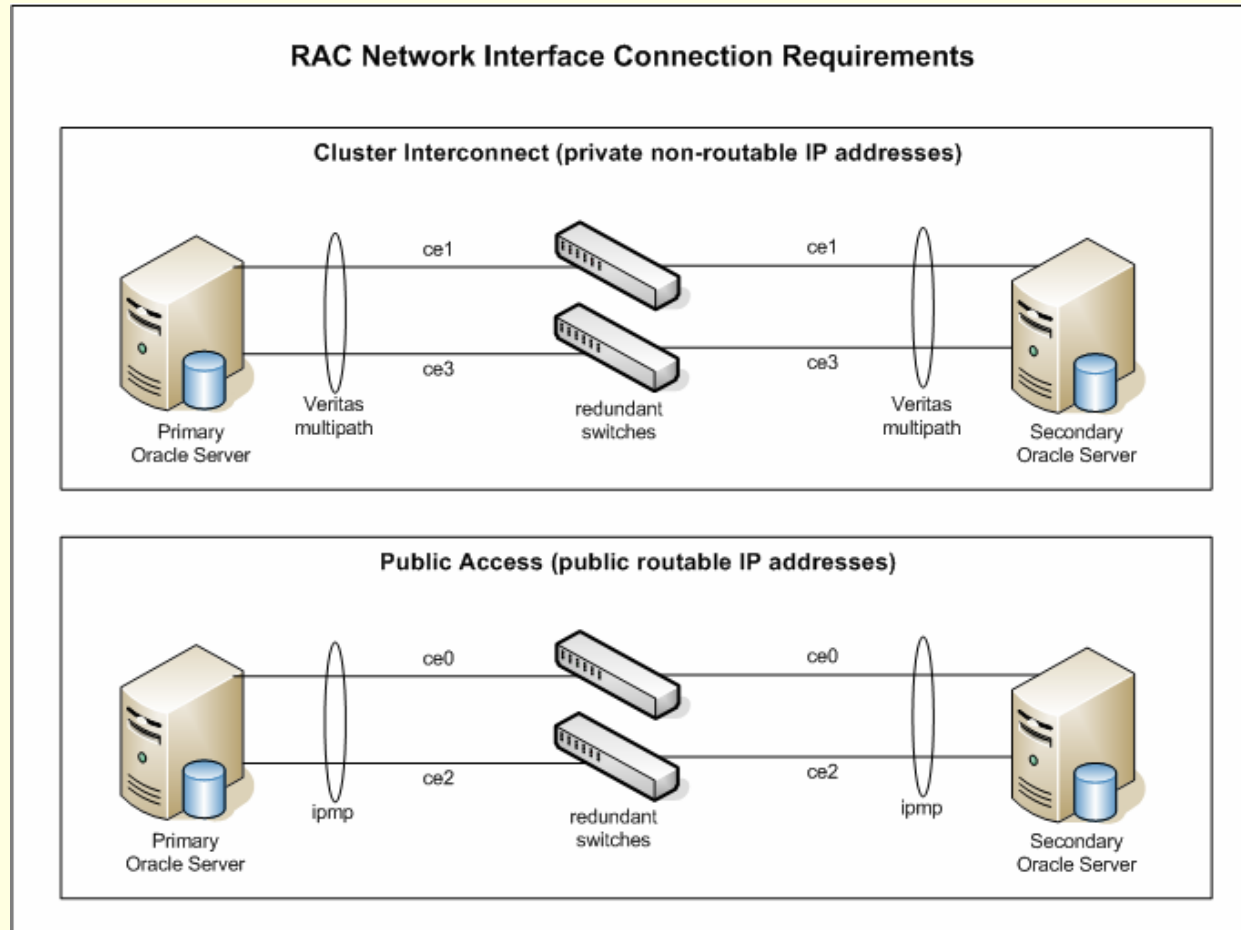 RAC Network Interface Connection Requirements
Cluster Interconnect (private non-routable IP addresses)
ce1
ce1
ce3
ce3
Veritas
multipath
redundant
switches
Veritas
multipath
Primary
Oracle Server
Secondary
Oracle Server
Public Access (public routable IP addresses)
ce0
ce0
ce2
ce2
ipmp
redundant
switches
ipmp
Primary
Oracle Server
Secondary
Oracle Server